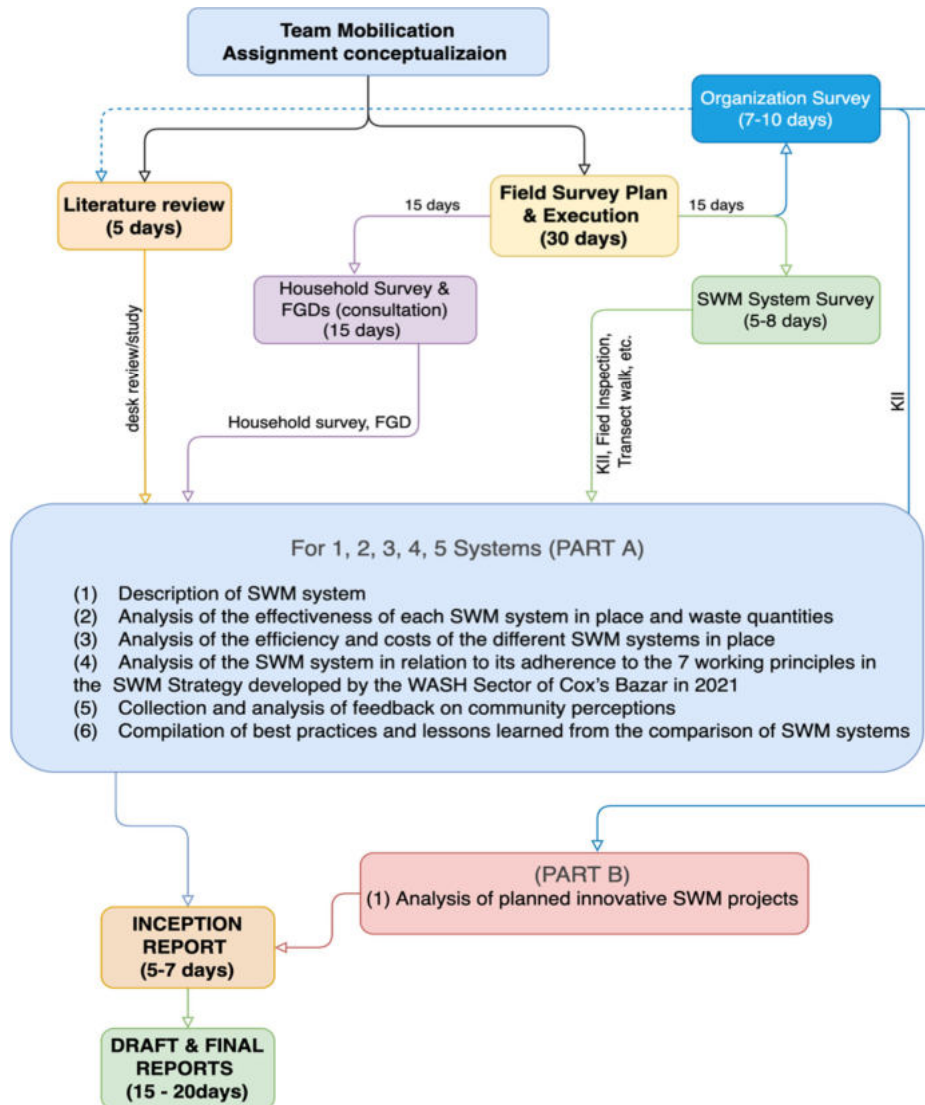 Team Mobilication
Assignment conceptualizaion
Organization Survey
(7-10 days)
Literature review
(5 days)
15 days
Field Survey Plan
& Execution
(30 days)
15 days
Household Survey &
FGDs (consultation)
(15 days)
SWM System Survey
(5-8 days)
desk review/study
Household survey, FGD
KII, Fied Inspection,
Transect walk, etc.
KII
For 1, 2, 3, 4, 5 Systems (PART A)
(1) Description of SWM system
(2) Analysis of the effectiveness of each SWM system in place and waste quantities
(3) Analysis of the efficiency and costs of the different SWM systems in place
(4) Analysis of the SWM system in relation to its adherence to the 7 working principles in
the SWM Strategy developed by the WASH Sector of Cox's Bazar in 2021
(5) Collection and analysis of feedback on community perceptions
(6) Compilation of best practices and lessons learned from the comparison of SWM systems
(PART B)
(1) Analysis of planned innovative SWM projects
INCEPTION
REPORT
(5-7 days)
DRAFT & FINAL
REPORTS
(15 - 20days)